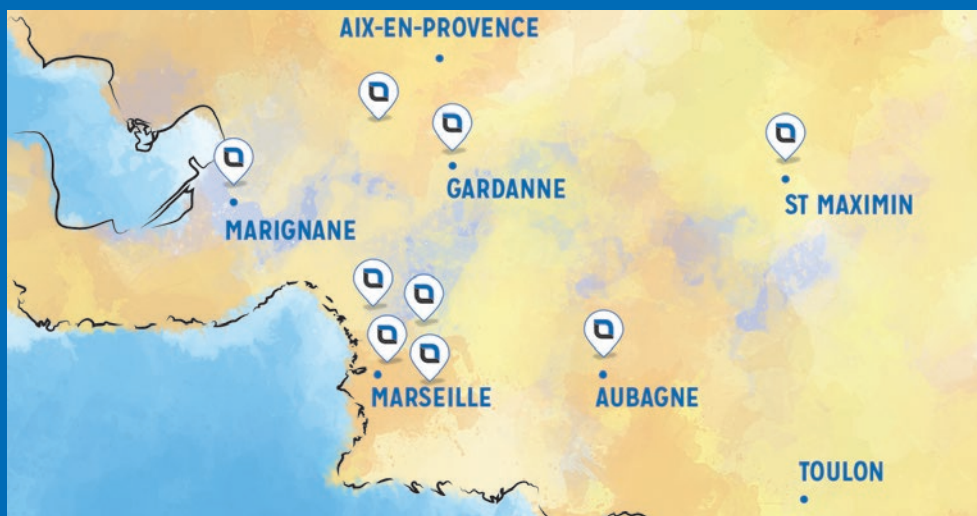 AIX-EN-PROVENCE
GARDANNE
ST MAXIMIN
MARIGNANE
MARSEILLE
AUBAGNE
TOULON